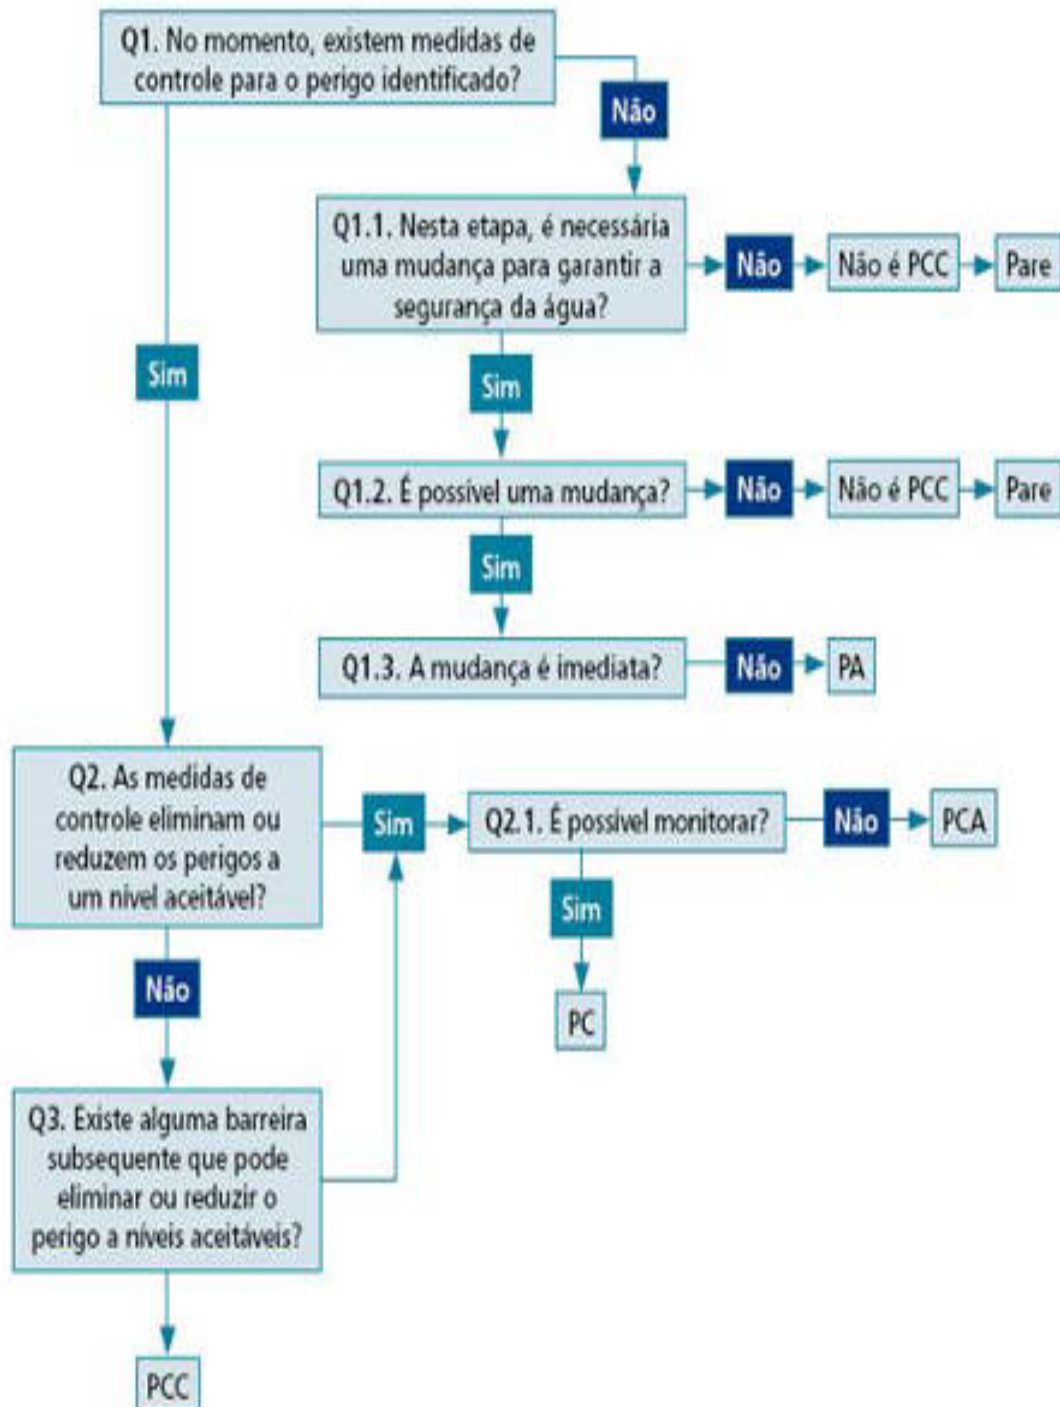 Q1. No momento, existem medidas de
controle para o perigo identificado?
Não
Q1.1. Nesta etapa, é necessária
uma mudança para garantir a
segurança da água?
Não
Não é PCC
Pare
Sim
Sim
Q1.2. É possível uma mudança?
Não
Não é PCC
Pare
Sim
Q1.3. A mudança é imediata?
Não
PA
Q2. As medidas de
controle eliminam ou
reduzem os perigos a
um nível aceitável?
Sim
Q2.1. É possível monitorar?
Não
PCA
Sim
PC
Não
Q3. Existe alguma barreira
subsequente que pode
eliminar ou reduzir o
perigo a níveis aceitáveis?
PCC